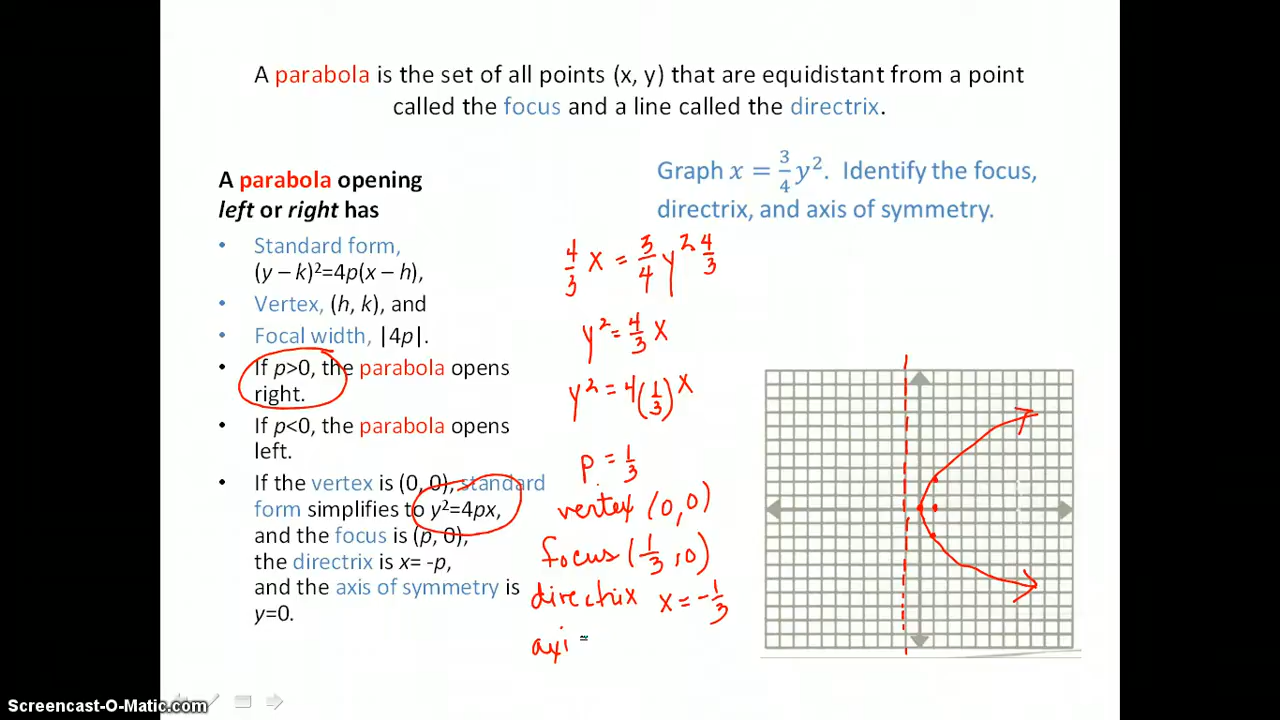 A parabola is the set of all points (x, y) that are equidistant from a point
called the focus and a line called the directrix.
A parabola opening
left or right has
• Standard form,
(y – k)²=4p(x – h),
• Vertex, (h, k), and
• Focal width, |4p|.
• If p>0, the parabola opens
right.
• If p<0, the parabola opens
left.
• If the vertex is (0, 0), standard
form simplifies to y²=4px,
and the focus is (p, 0),
the directrix is x= -p,
and the axis of symmetry is
y=0.
Graph x = 3/4 y². Identify the focus,
directrix, and axis of symmetry.
4/3 x = 3/4 y² 4/3
y² = 4/3 x
y² = 4(1/3) x
p = 1/3
vertex (0,0)
focus (1/3, 0)
directrix x = -1/3
axi
Screencast-O-Matic.com